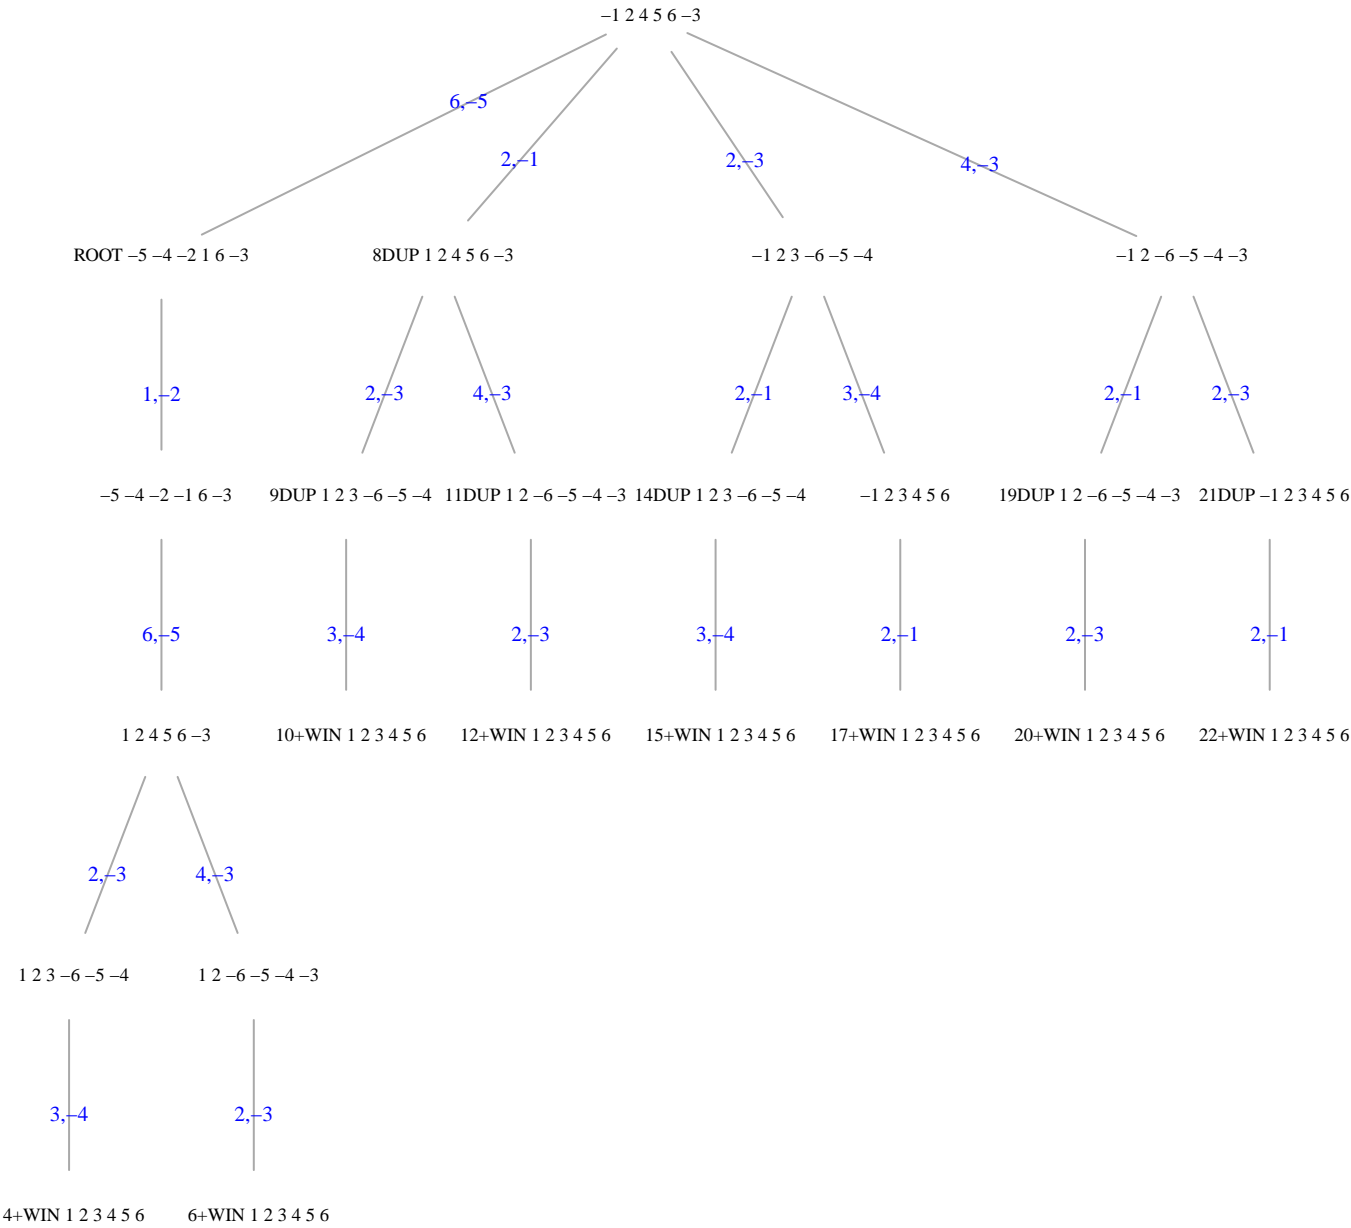 –1 2 4 5 6 –3
6,–5
2,–1
2,–3
4,–3
ROOT –5 –4 –2 1 6 –3
8DUP 1 2 4 5 6 –3
–1 2 3 –6 –5 –4
–1 2 –6 –5 –4 –3
1,–2
2,–3
4,–3
2,–1
3,–4
2,–1
2,–3
–5 –4 –2 –1 6 –3
9DUP 1 2 3 –6 –5 –4
11DUP 1 2 –6 –5 –4 –3
14DUP 1 2 3 –6 –5 –4
–1 2 3 4 5 6
19DUP 1 2 –6 –5 –4 –3
21DUP –1 2 3 4 5 6
6,–5
3,–4
2,–3
3,–4
2,–1
2,–3
2,–1
1 2 4 5 6 –3
10+WIN 1 2 3 4 5 6
12+WIN 1 2 3 4 5 6
15+WIN 1 2 3 4 5 6
17+WIN 1 2 3 4 5 6
20+WIN 1 2 3 4 5 6
22+WIN 1 2 3 4 5 6
2,–3
4,–3
1 2 3 –6 –5 –4
1 2 –6 –5 –4 –3
3,–4
2,–3
4+WIN 1 2 3 4 5 6
6+WIN 1 2 3 4 5 6